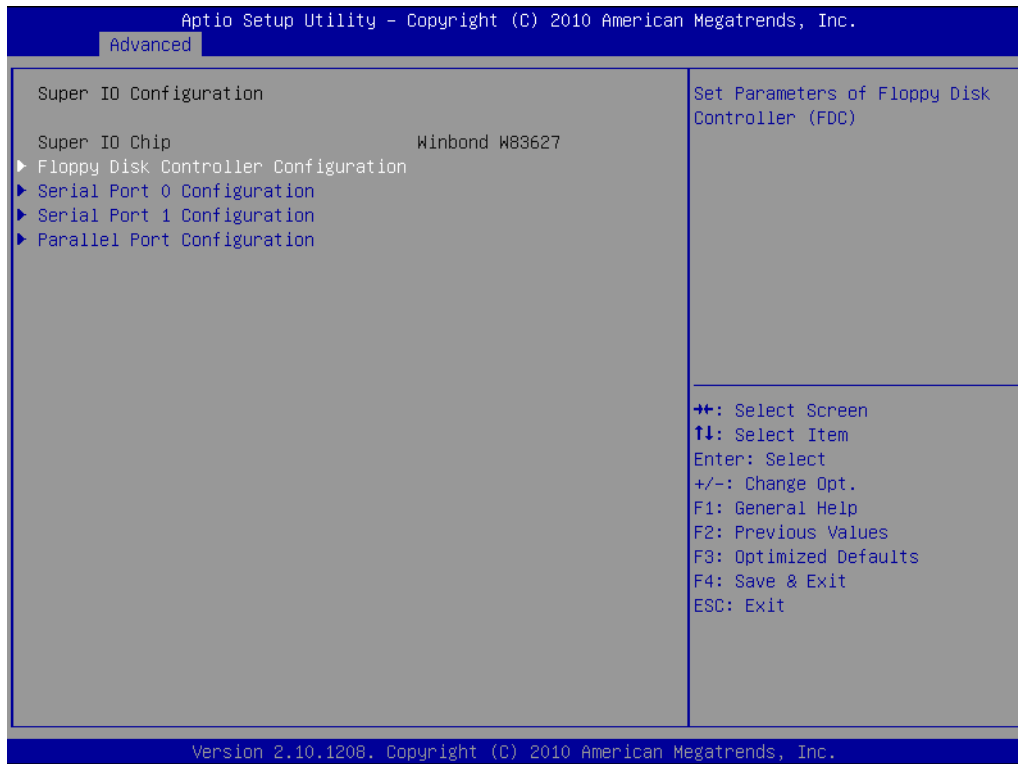 Aptio Setup Utility – Copyright (C) 2010 American Megatrends, Inc.
Advanced
Super IO Configuration
Super IO Chip Winbond W83627
Floppy Disk Controller Configuration
Serial Port 0 Configuration
Serial Port 1 Configuration
Parallel Port Configuration
Set Parameters of Floppy Disk
Controller (FDC)
→←: Select Screen
↑↓: Select Item
Enter: Select
+/-: Change Opt.
F1: General Help
F2: Previous Values
F3: Optimized Defaults
F4: Save & Exit
ESC: Exit
Version 2.10.1208. Copyright (C) 2010 American Megatrends, Inc.